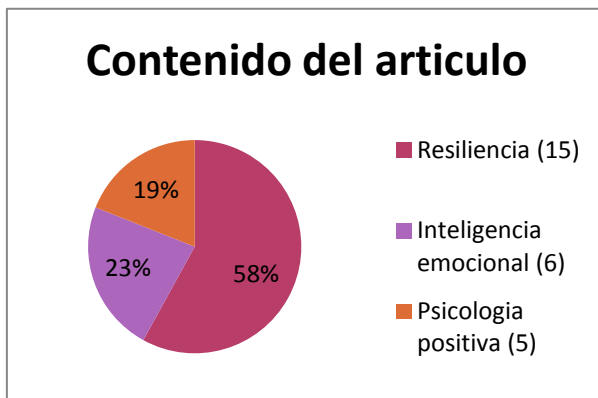 Contenido del articulo
19%
23%
58%
Resiliencia (15)
Inteligencia
emocional (6)
Psicologia
positiva (5)